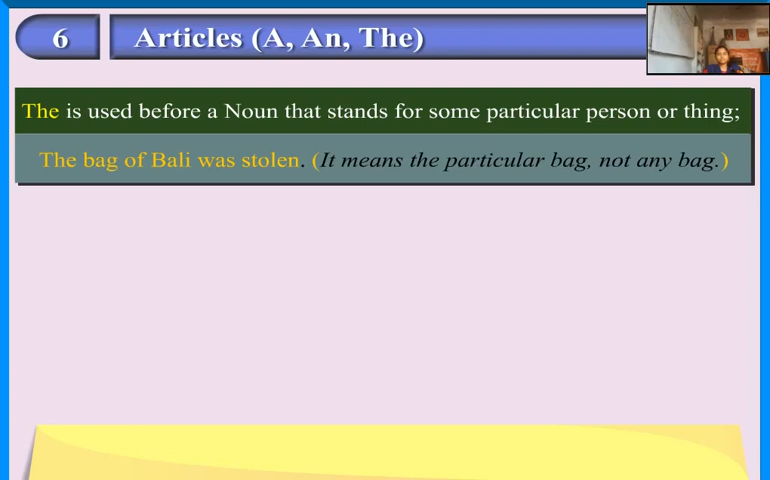 6
Articles (A, An, The)
The is used before a Noun that stands for some particular person or thing;
The bag of Bali was stolen. (It means the particular bag, not any bag.)